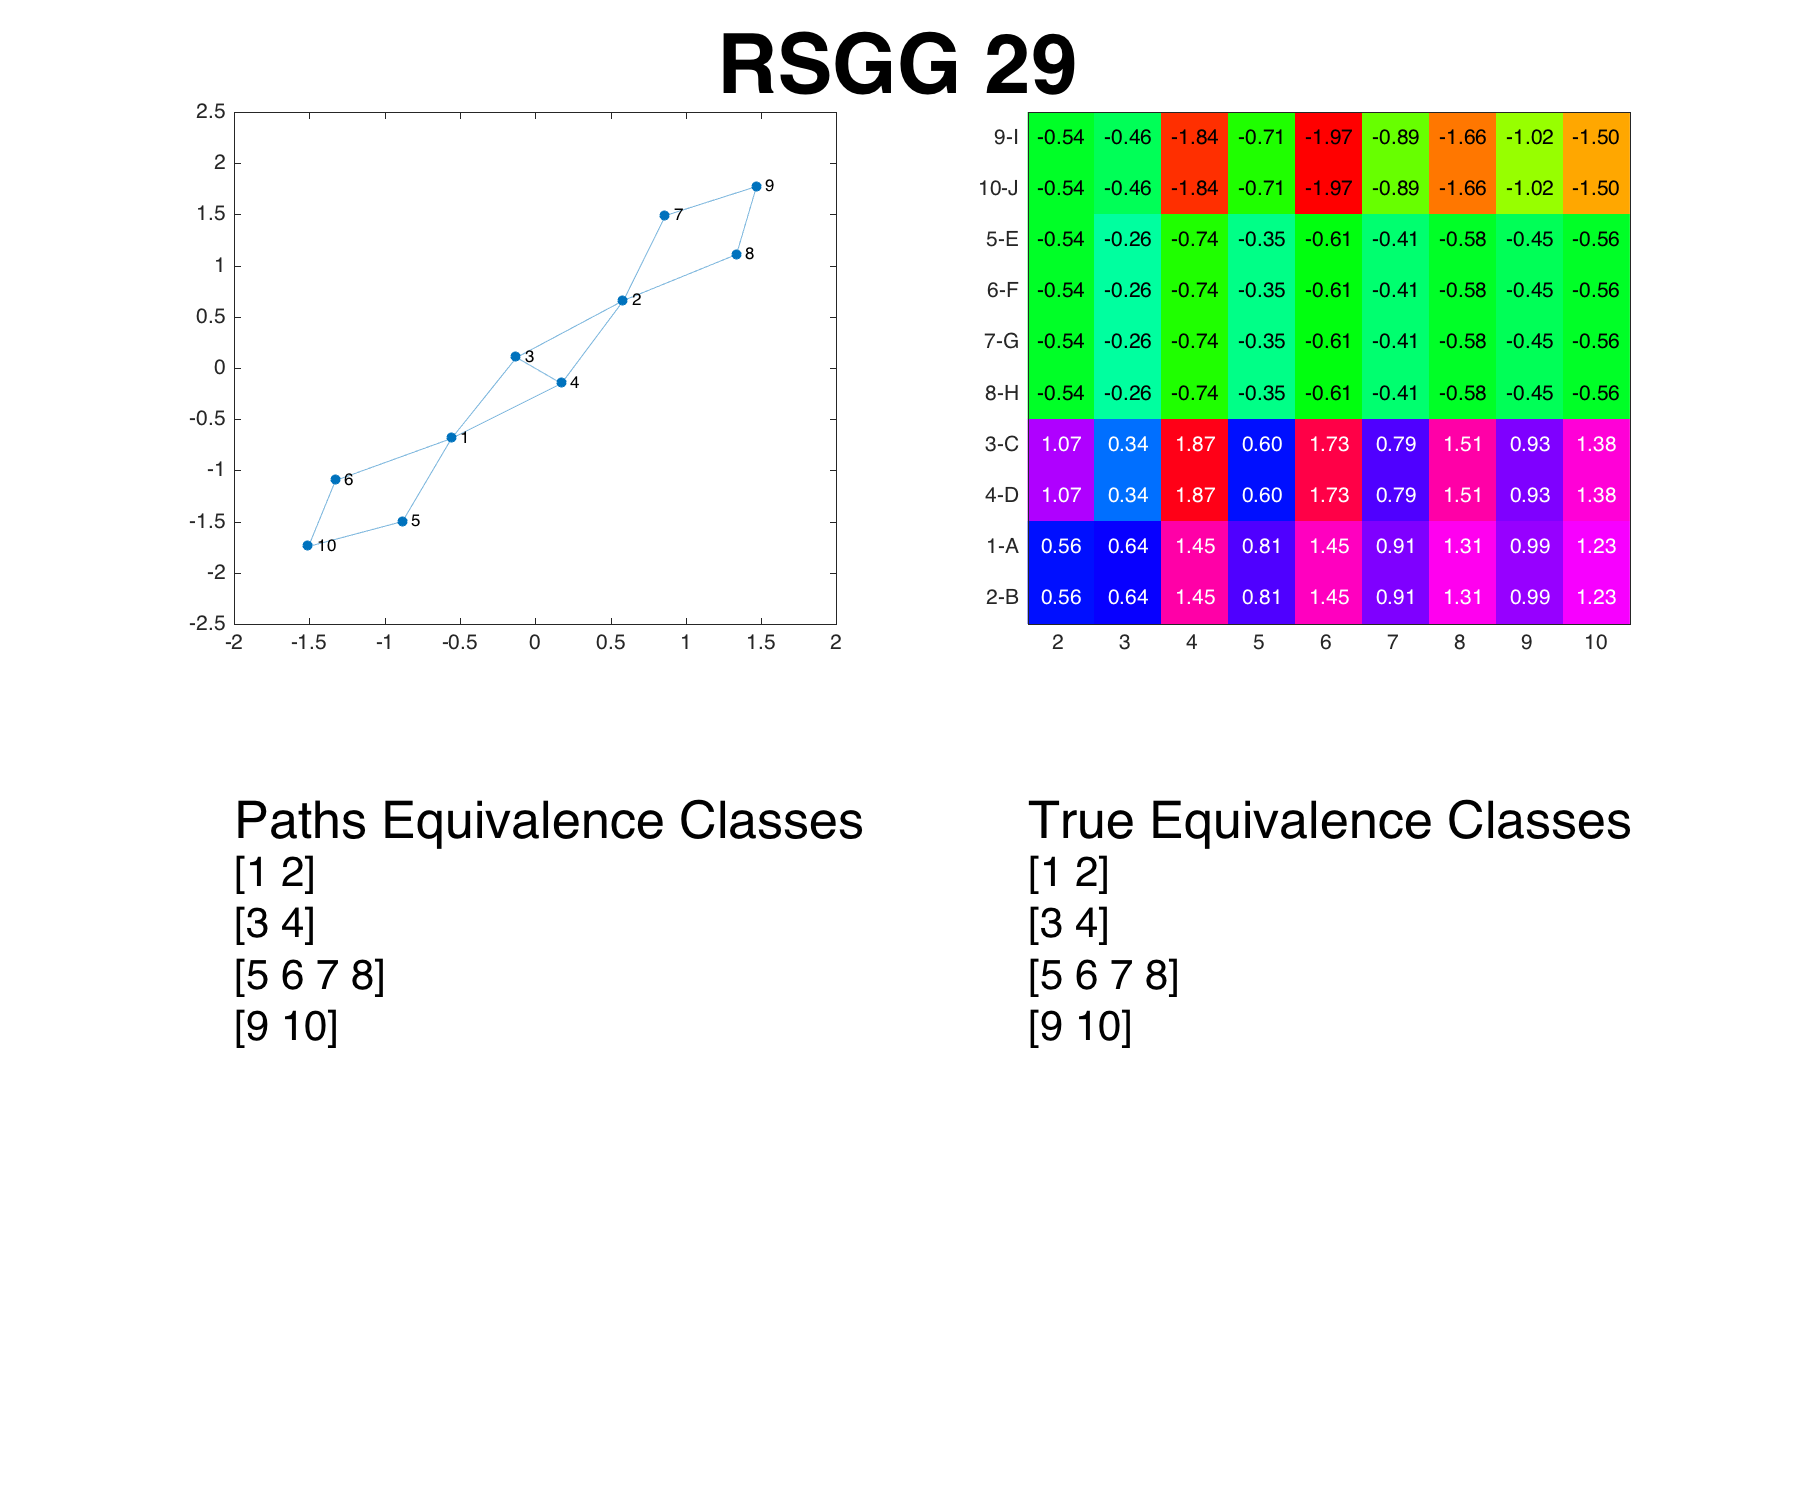 RSGG 29
2.5
2
1.5
1
0.5
0
-0.5
-1
-1.5
-2
-2.5
-2 -1.5 -1 -0.5 0 0.5 1 1.5 2
9
7
8
2
3
4
1
6
5
10
9-I -0.54 -0.46 -1.84 -0.71 -1.97 -0.89 -1.66 -1.02 -1.50
10-J -0.54 -0.46 -1.84 -0.71 -1.97 -0.89 -1.66 -1.02 -1.50
5-E -0.54 -0.26 -0.74 -0.35 -0.61 -0.41 -0.58 -0.45 -0.56
6-F -0.54 -0.26 -0.74 -0.35 -0.61 -0.41 -0.58 -0.45 -0.56
7-G -0.54 -0.26 -0.74 -0.35 -0.61 -0.41 -0.58 -0.45 -0.56
8-H -0.54 -0.26 -0.74 -0.35 -0.61 -0.41 -0.58 -0.45 -0.56
3-C 1.07 0.34 1.87 0.60 1.73 0.79 1.51 0.93 1.38
4-D 1.07 0.34 1.87 0.60 1.73 0.79 1.51 0.93 1.38
1-A 0.56 0.64 1.45 0.81 1.45 0.91 1.31 0.99 1.23
2-B 0.56 0.64 1.45 0.81 1.45 0.91 1.31 0.99 1.23
2 3 4 5 6 7 8 9 10
Paths Equivalence Classes
[1 2]
[3 4]
[5 6 7 8]
[9 10]
True Equivalence Classes
[1 2]
[3 4]
[5 6 7 8]
[9 10]